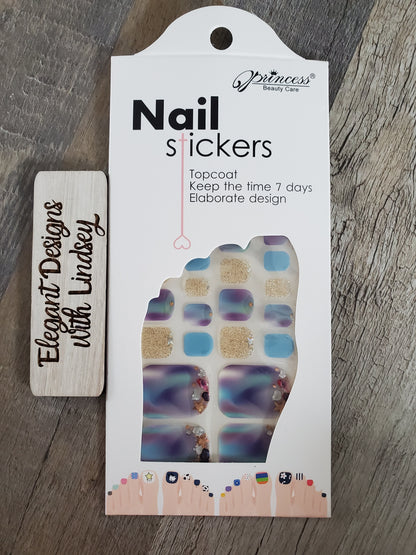 Princess®
Beauty Care
Nail
stickers
Topcoat
Keep the time 7 days
Elaborate design
Elegant Designs
with Lindsey